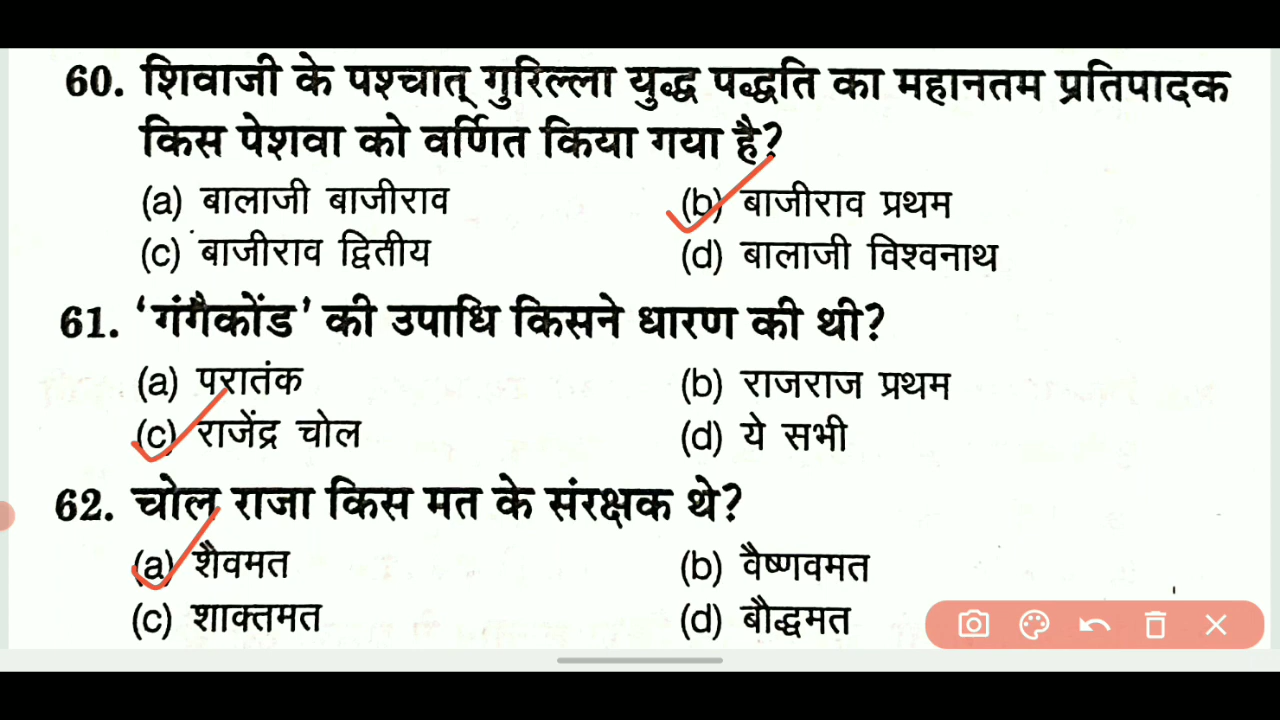 60. शिवाजी के पश्चात् गुरिल्ला युद्ध पद्धति का महानतम प्रतिपादक
किस पेशवा को वर्णित किया गया है?
(a) बालाजी बाजीराव (b) बाजीराव प्रथम
(c) बाजीराव द्वितीय (d) बालाजी विश्वनाथ
61. ‘गंगैकोंड’ की उपाधि किसने धारण की थी?
(a) परातंक (b) राजराज प्रथम
(c) राजेंद्र चोल (d) ये सभी
62. चोल राजा किस मत के संरक्षक थे?
(a) शैवमत (b) वैष्णवमत
(c) शाक्तमत (d) बौद्धमत